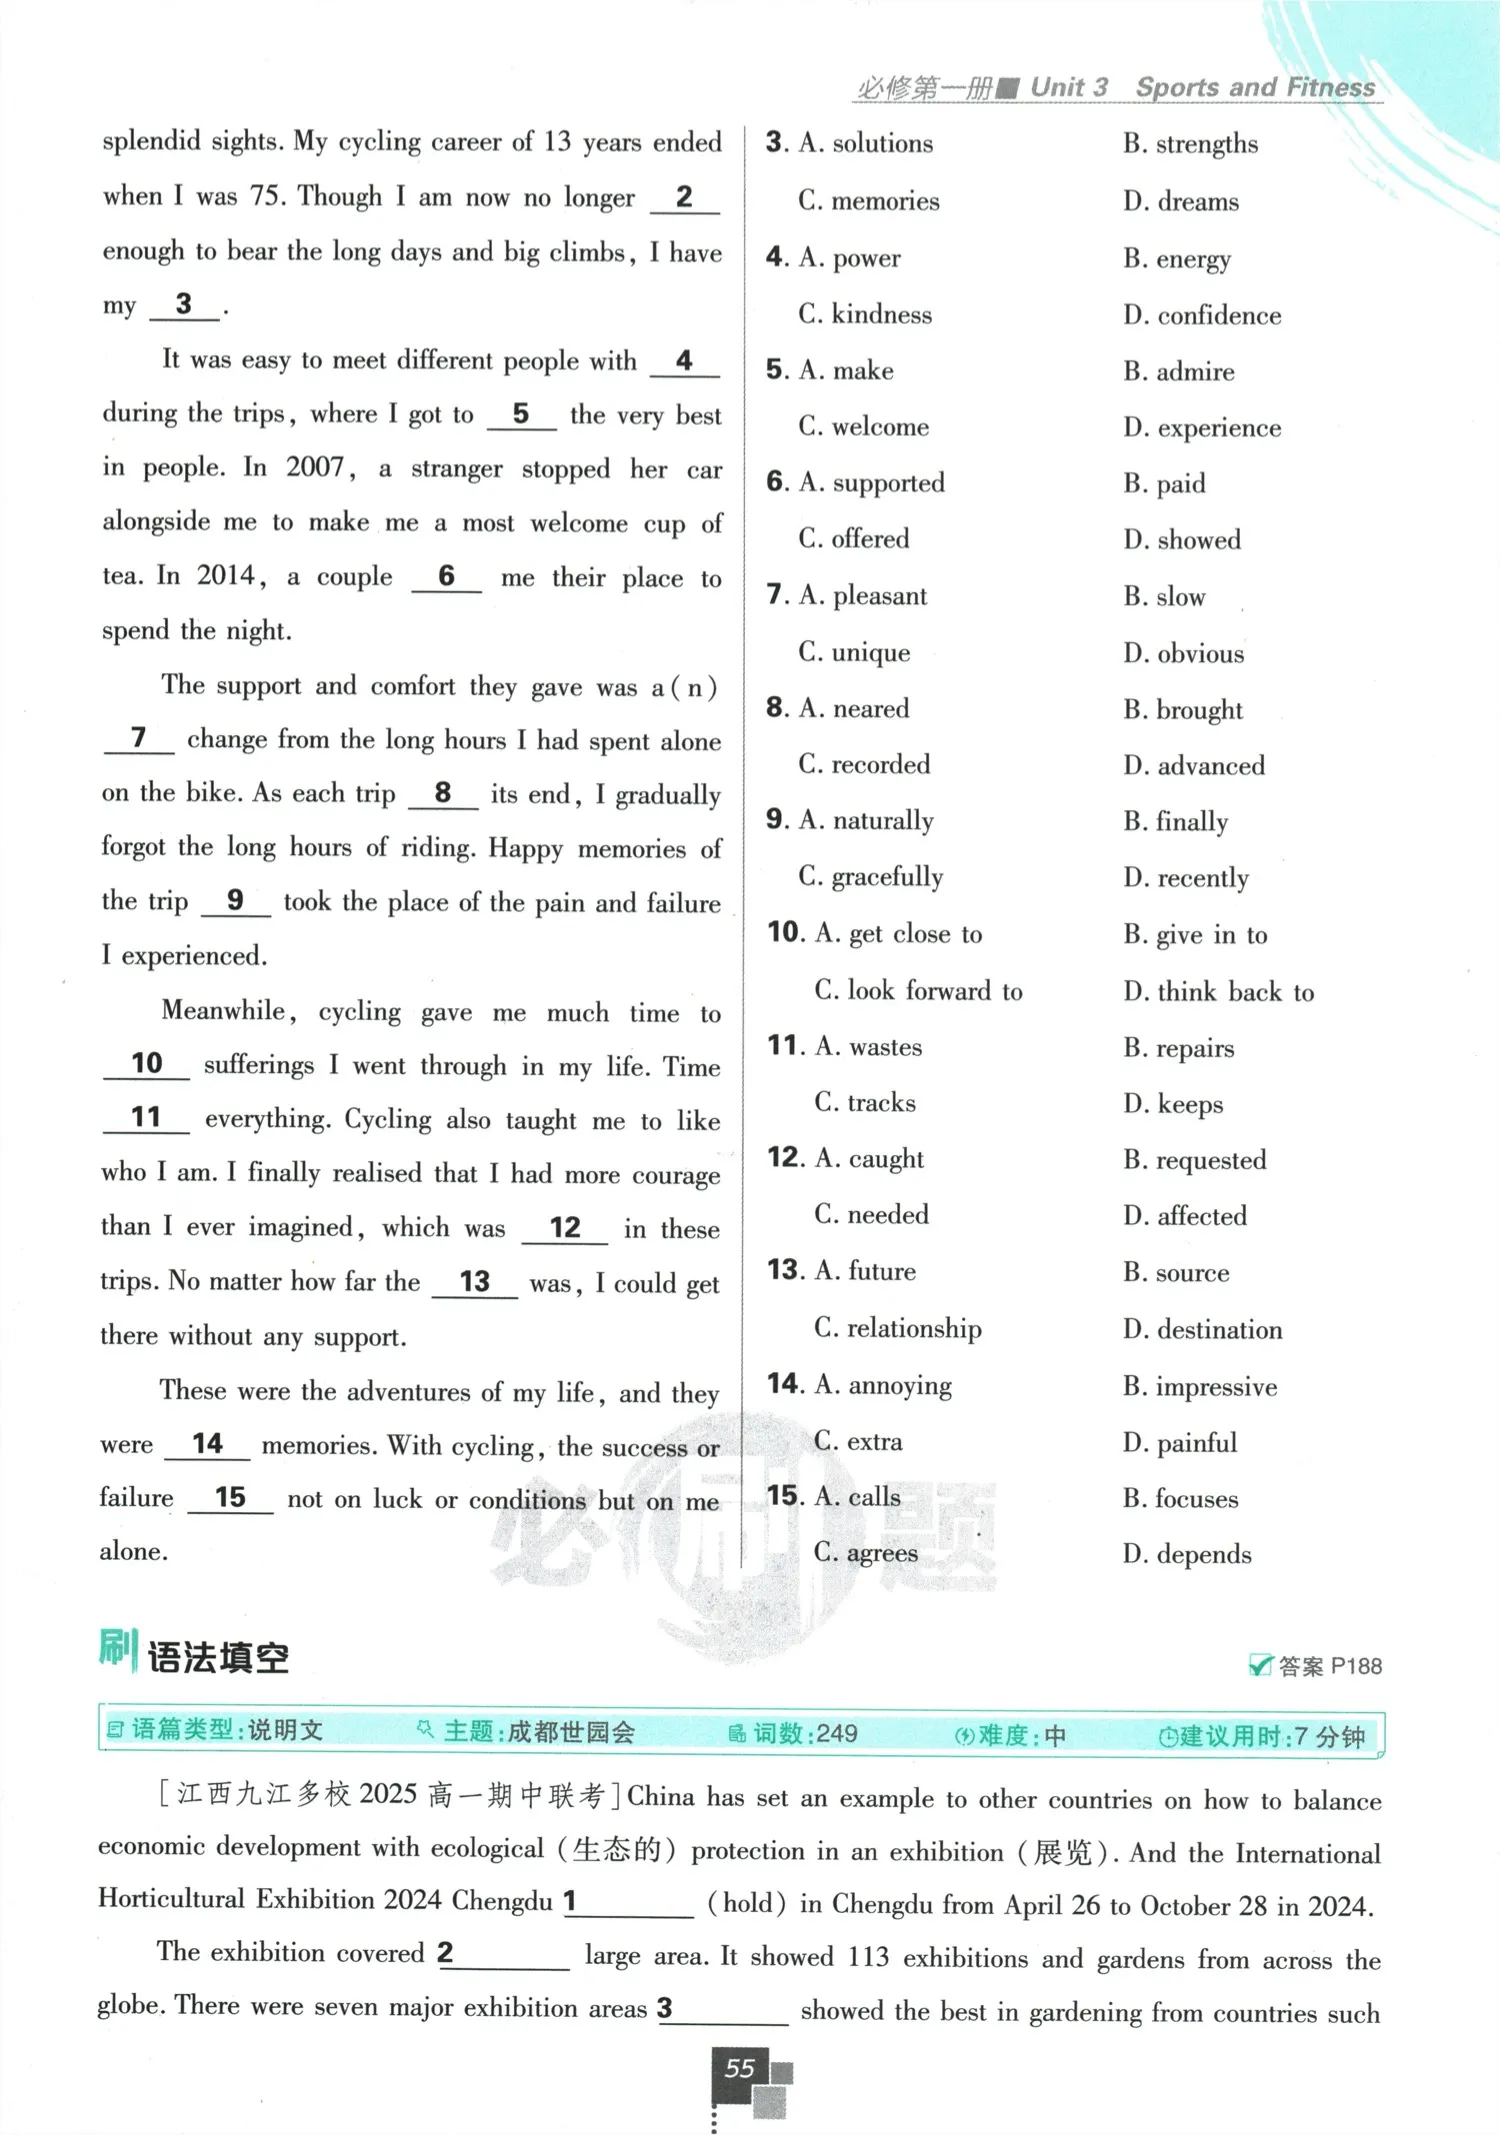 必修第一册■ Unit 3 Sports and Fitness
splendid sights. My cycling career of 13 years ended
when I was 75. Though I am now no longer 2
enough to bear the long days and big climbs, I have
my 3 .
It was easy to meet different people with 4
during the trips, where I got to 5 the very best
in people. In 2007, a stranger stopped her car
alongside me to make me a most welcome cup of
tea. In 2014, a couple 6 me their place to
spend the night.
The support and comfort they gave was a(n)
7 change from the long hours I had spent alone
on the bike. As each trip 8 its end, I gradually
forgot the long hours of riding. Happy memories of
the trip 9 took the place of the pain and failure
I experienced.
Meanwhile, cycling gave me much time to
10 sufferings I went through in my life. Time
11 everything. Cycling also taught me to like
who I am. I finally realised that I had more courage
than I ever imagined, which was 12 in these
trips. No matter how far the 13 was, I could get
there without any support.
These were the adventures of my life, and they
were 14 memories. With cycling, the success or
failure 15 not on luck or conditions but on me
alone.
3. A. solutions B. strengths
C. memories D. dreams
4. A. power B. energy
C. kindness D. confidence
5. A. make B. admire
C. welcome D. experience
6. A. supported B. paid
C. offered D. showed
7. A. pleasant B. slow
C. unique D. obvious
8. A. neared B. brought
C. recorded D. advanced
9. A. naturally B. finally
C. gracefully D. recently
10. A. get close to B. give in to
C. look forward to D. think back to
11. A. wastes B. repairs
C. tracks D. keeps
12. A. caught B. requested
C. needed D. affected
13. A. future B. source
C. relationship D. destination
14. A. annoying B. impressive
C. extra D. painful
15. A. calls B. focuses
C. agrees D. depends
必刷题
刷 语法填空
答案 P188
语篇类型:说明文 主题:成都世园会 词数:249 难度:中 建议用时:7 分钟
[江西九江多校 2025 高一期中联考]China has set an example to other countries on how to balance
economic development with ecological (生态的) protection in an exhibition (展览). And the International
Horticultural Exhibition 2024 Chengdu 1 (hold) in Chengdu from April 26 to October 28 in 2024.
The exhibition covered 2 large area. It showed 113 exhibitions and gardens from across the
globe. There were seven major exhibition areas 3 showed the best in gardening from countries such
55